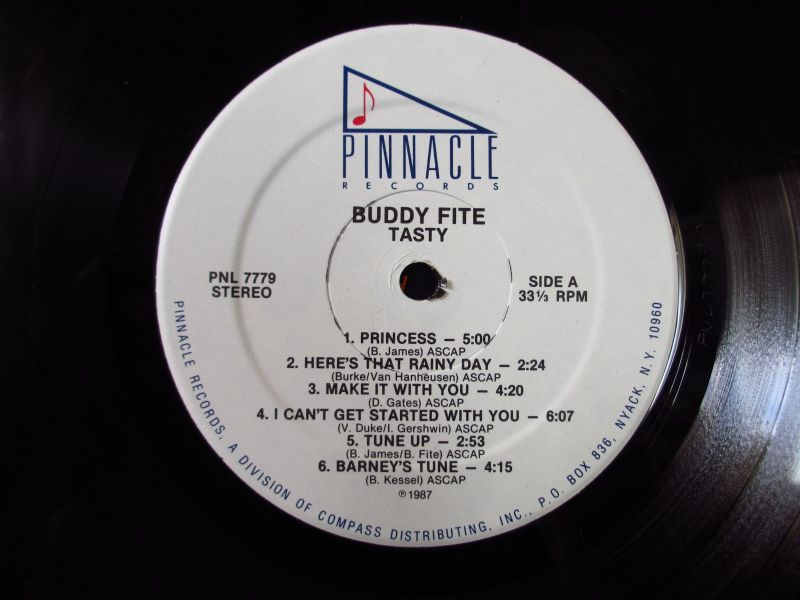 PINNACLE
RECORDS
BUDDY FITE
TASTY
PNL 7779
STEREO
SIDE A
33⅓ RPM
1. PRINCESS – 5:00
(B. James) ASCAP
2. HERE'S THAT RAINY DAY – 2:24
(Burke/Van Hanheusen) ASCAP
3. MAKE IT WITH YOU – 4:20
(D. Gates) ASCAP
4. I CAN'T GET STARTED WITH YOU – 6:07
(V. Duke/I. Gershwin) ASCAP
5. TUNE UP – 2:53
(B. James/B. Fite) ASCAP
6. BARNEY'S TUNE – 4:15
(B. Kessel) ASCAP
℗1987
PINNACLE RECORDS, A DIVISION OF COMPASS DISTRIBUTING, INC., P.O. BOX 836, NYACK, N.Y. 10960